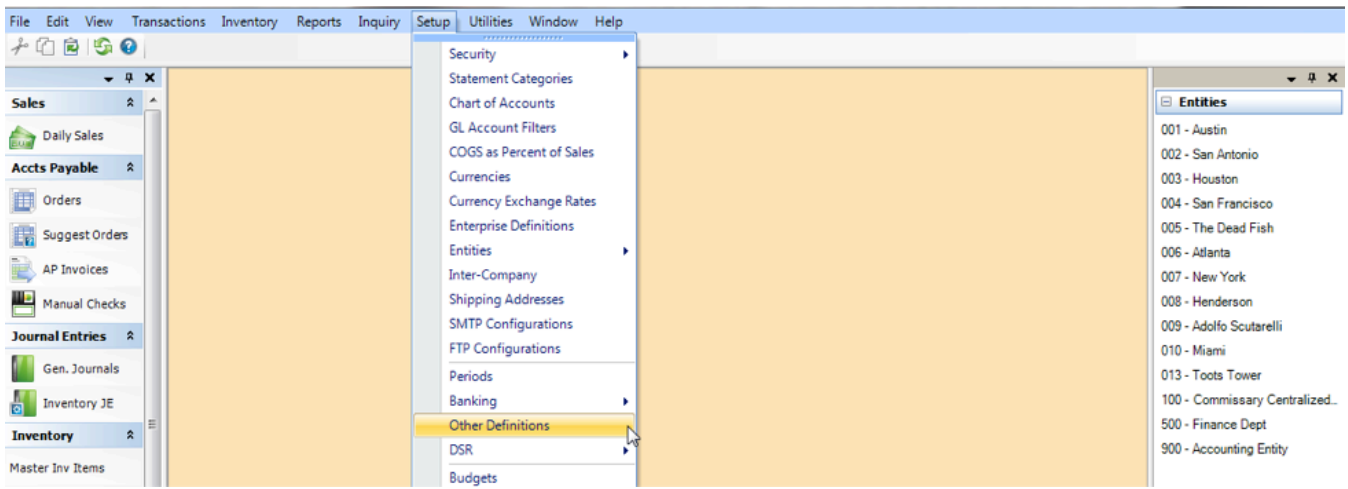 File Edit View Transactions Inventory Reports Inquiry Setup Utilities Window Help
Sales
Daily Sales
Accts Payable
Orders
Suggest Orders
AP Invoices
Manual Checks
Journal Entries
Gen. Journals
Inventory JE
Inventory
Master Inv Items
Security
Statement Categories
Chart of Accounts
GL Account Filters
COGS as Percent of Sales
Currencies
Currency Exchange Rates
Enterprise Definitions
Entities
Inter-Company
Shipping Addresses
SMTP Configurations
FTP Configurations
Periods
Banking
Other Definitions
DSR
Budgets
Entities
001 - Austin
002 - San Antonio
003 - Houston
004 - San Francisco
005 - The Dead Fish
006 - Atlanta
007 - New York
008 - Henderson
009 - Adolfo Scutarelli
010 - Miami
013 - Toots Tower
100 - Commissary Centralized...
500 - Finance Dept
900 - Accounting Entity